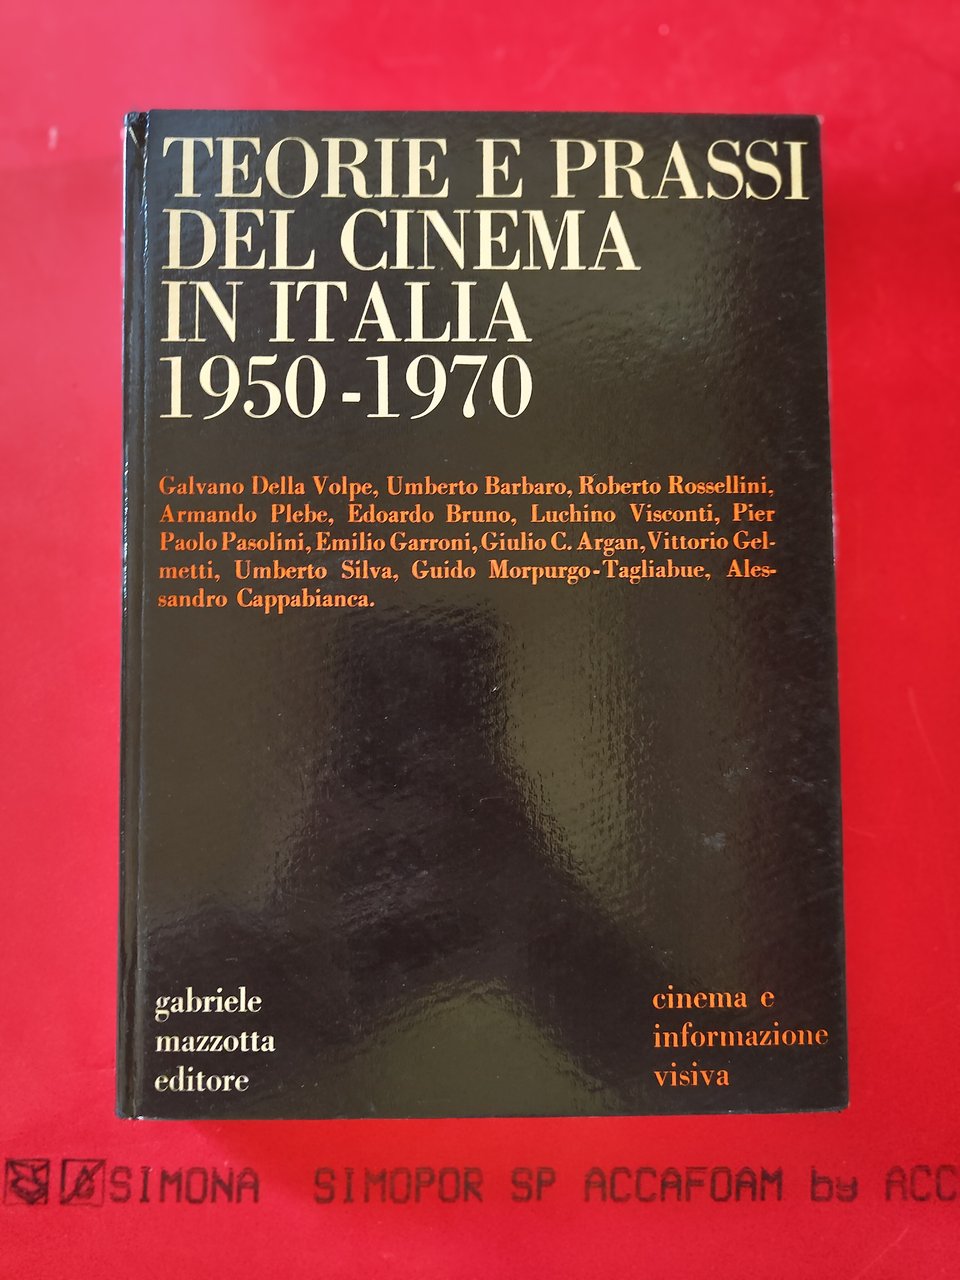 TEORIE E PRASSI
DEL CINEMA
IN ITALIA
1950-1970
Galvano Della Volpe, Umberto Barbaro, Roberto Rossellini,
Armando Plebe, Edoardo Bruno, Luchino Visconti, Pier
Paolo Pasolini, Emilio Garroni, Giulio C. Argan, Vittorio Gel-
metti, Umberto Silva, Guido Morpurgo-Tagliabue, Ales-
sandro Cappabianca.
gabriele
mazzotta
editore
cinema e
informazione
visiva
SIMONA SIMOPOR SP ACCAFOAM by ACC